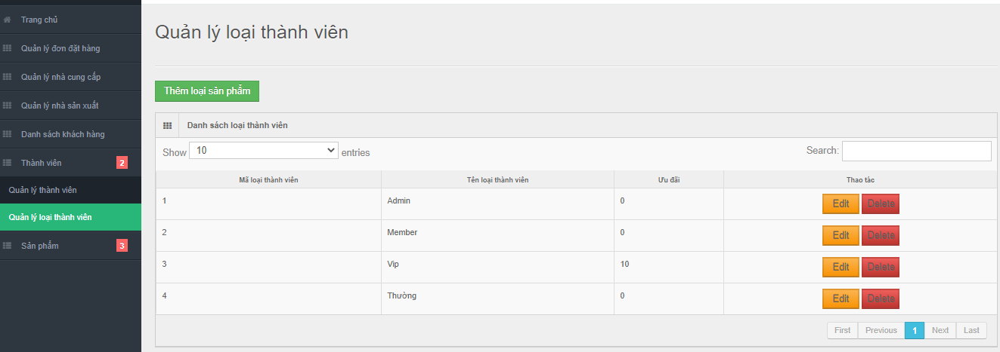 Trang chủ
Quản lý đơn đặt hàng
Quản lý nhà cung cấp
Quản lý nhà sản xuất
Danh sách khách hàng
Thành viên 2
Quản lý thành viên
Quản lý loại thành viên
Sản phẩm 3
Quản lý loại thành viên
Thêm loại sản phẩm
Danh sách loại thành viên
Show 10 entries Search:
Mã loại thành viên Tên loại thành viên Ưu đãi Thao tác
1 Admin 0 Edit Delete
2 Member 0 Edit Delete
3 Vip 10 Edit Delete
4 Thường 0 Edit Delete
First Previous 1 Next Last